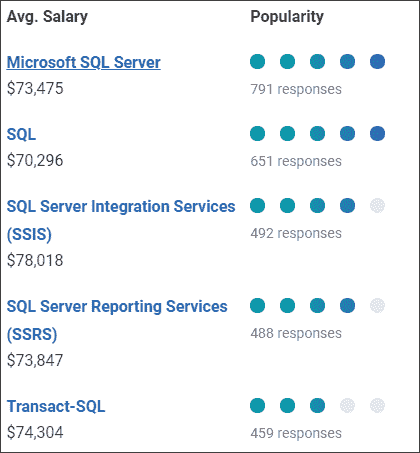 Avg. Salary Popularity
Microsoft SQL Server
$73,475 791 responses
SQL
$70,296 651 responses
SQL Server Integration Services
(SSIS) 492 responses
$78,018
SQL Server Reporting Services
(SSRS) 488 responses
$73,847
Transact-SQL
$74,304 459 responses